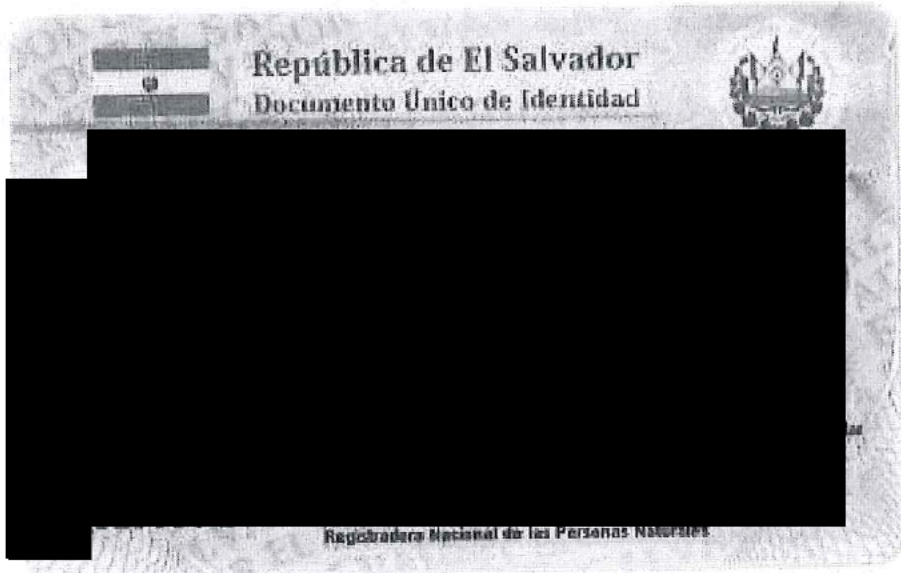 República de El Salvador
Documento Único de Identidad
Registradora Nacional de las Personas Naturales